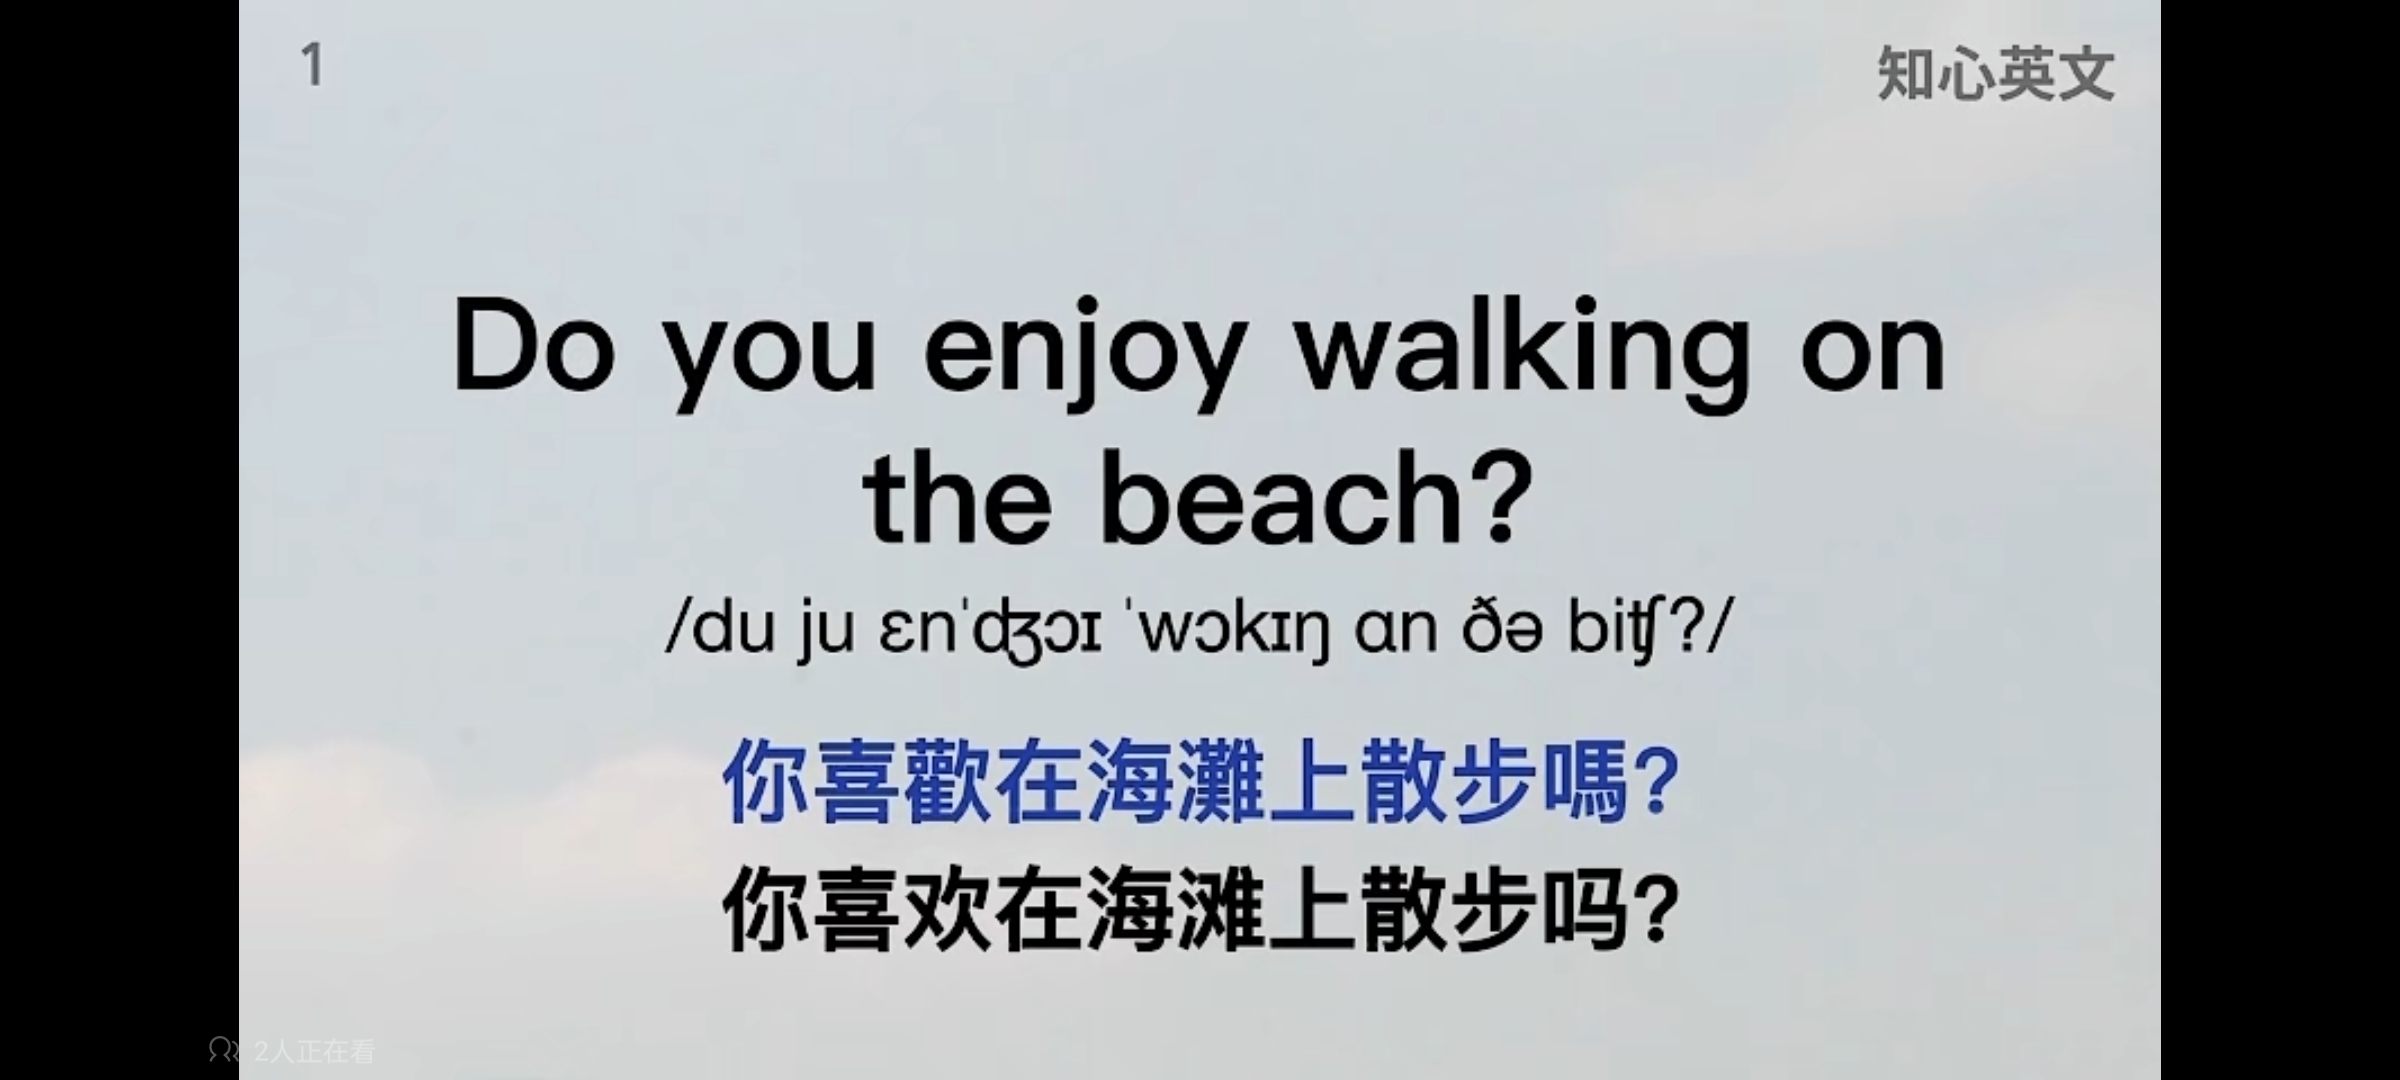 1
知心英文
Do you enjoy walking on
the beach?
/du ju ɛnˈʤɔɪ ˈwɔkɪŋ ɑn ðə biʧ?/
你喜歡在海灘上散步嗎?
你喜欢在海滩上散步吗?
2人正在看